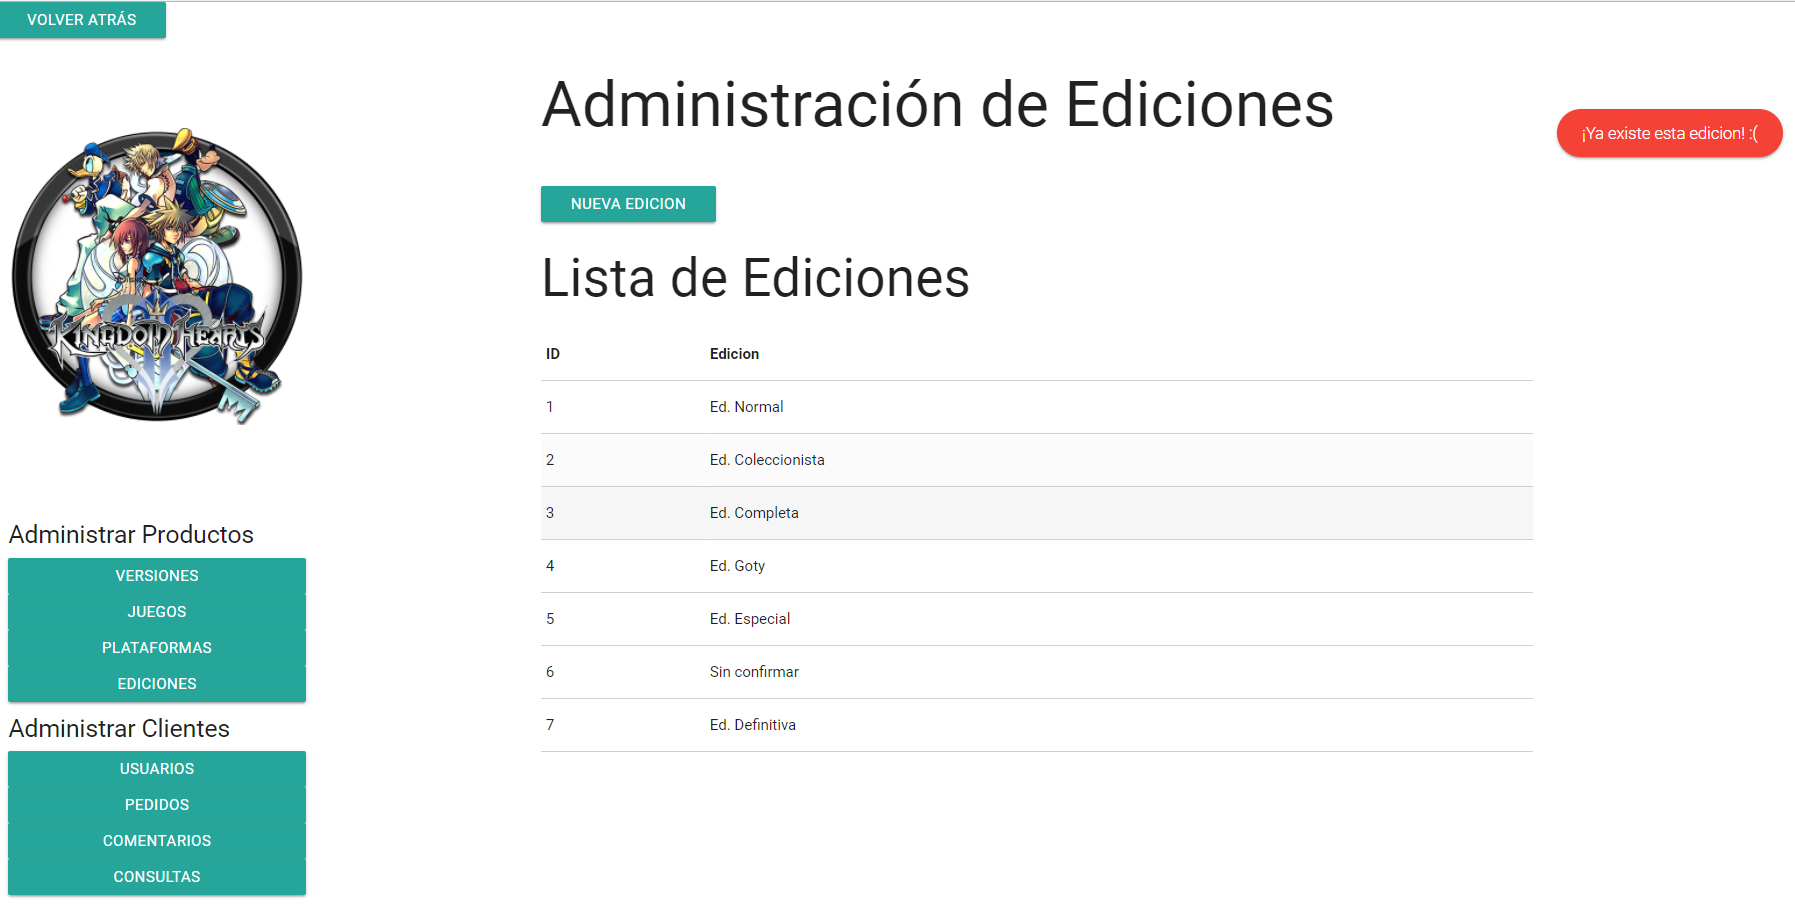 VOLVER ATRÁS
Administración de Ediciones
¡Ya existe esta edicion! :(
NUEVA EDICION
Lista de Ediciones
ID Edicion
1 Ed. Normal
2 Ed. Coleccionista
3 Ed. Completa
4 Ed. Goty
5 Ed. Especial
6 Sin confirmar
7 Ed. Definitiva
KINGDOM HEARTS
II
Administrar Productos
VERSIONES
JUEGOS
PLATAFORMAS
EDICIONES
Administrar Clientes
USUARIOS
PEDIDOS
COMENTARIOS
CONSULTAS